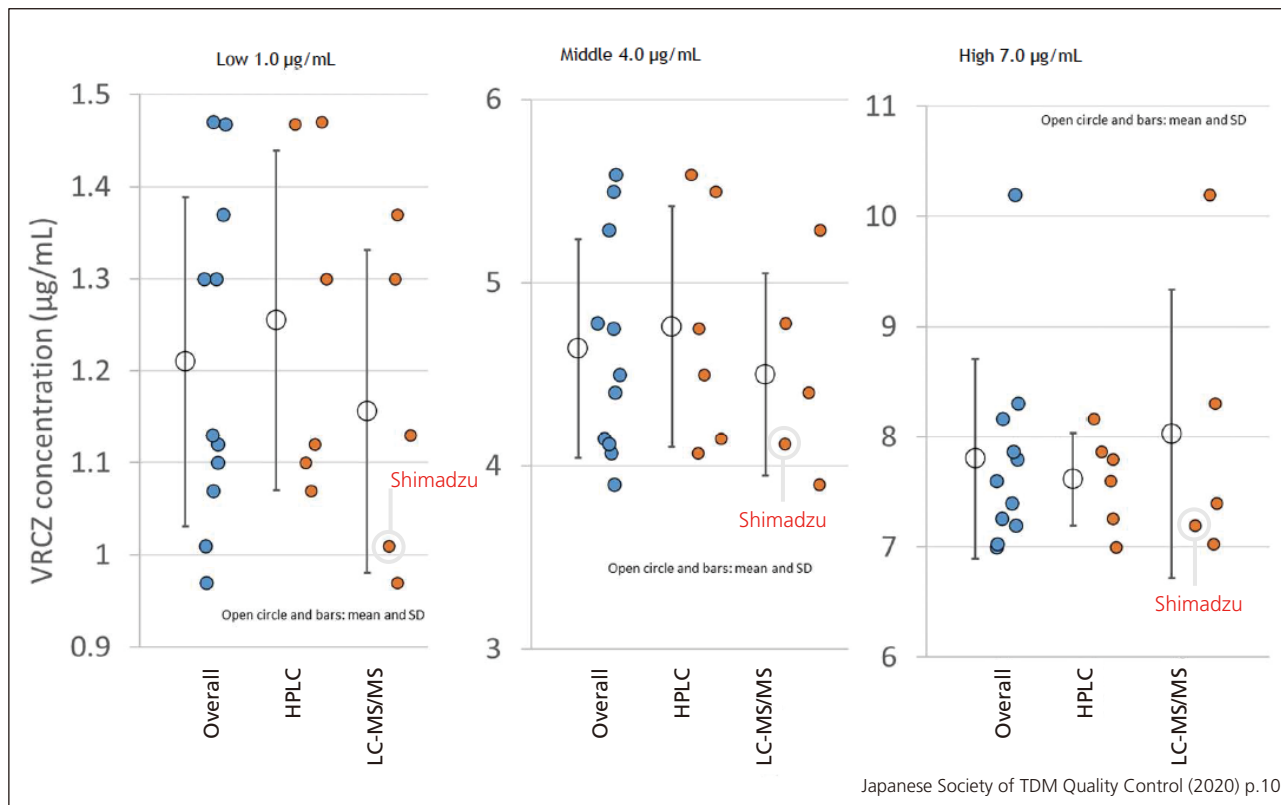 Low 1.0 µg/mL
Middle 4.0 µg/mL
High 7.0 µg/mL
VRCZ concentration (µg/mL)
1.5
1.4
1.3
1.2
1.1
1
0.9
Shimadzu
Open circle and bars: mean and SD
Overall
HPLC
LC-MS/MS
6
5
4
3
Shimadzu
Open circle and bars: mean and SD
Overall
HPLC
LC-MS/MS
11
10
9
8
7
6
Open circle and bars: mean and SD
Shimadzu
Overall
HPLC
LC-MS/MS
Japanese Society of TDM Quality Control (2020) p.10